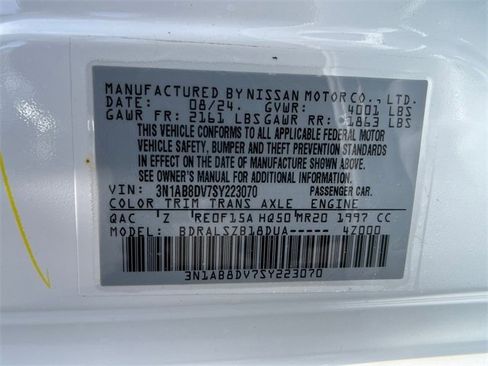 MANUFACTURED BY NISSAN MOTOR CO., LTD.
DATE: 08/24. GVWR: 4001 LBS
GAWR FR: 2161 LBS GAWR RR: 1863 LBS
THIS VEHICLE CONFORMS TO ALL APPLICABLE FEDERAL MOTOR
VEHICLE SAFETY, BUMPER AND THEFT PREVENTION STANDARDS
IN EFFECT ON THE DATE OF MANUFACTURE SHOWN ABOVE.
SEE OWNER'S MANUAL FOR ADDITIONAL INFORMATION.
VIN: 3N1AB8DV7SY223070 PASSENGER CAR.
COLOR TRIM TRANS AXLE ENGINE
QAC Z RE0F15A HQ50 MR20 1997 CC
MODEL: BDRALSZB18DUA----- 4Z000
3N1AB8DV7SY223070